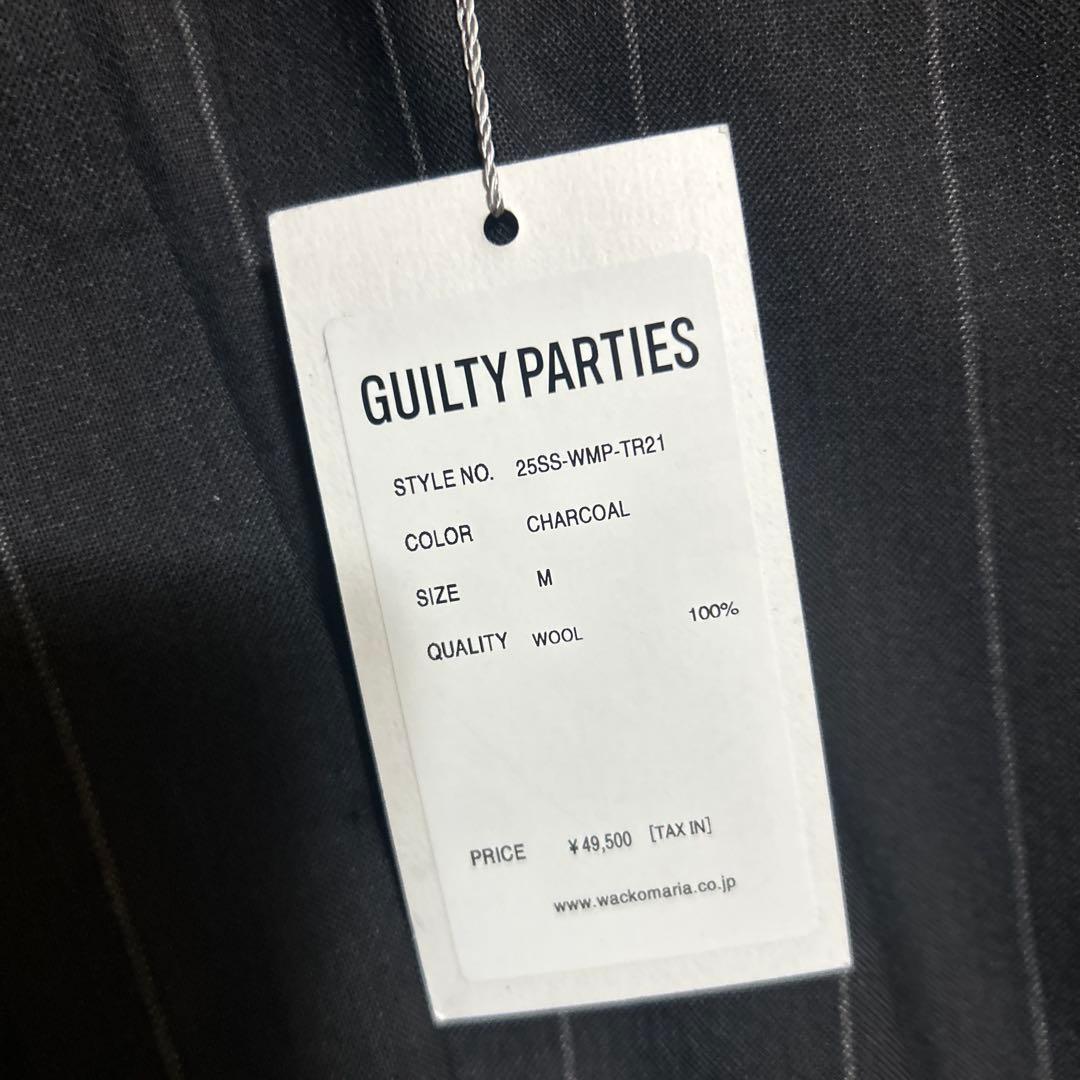 GUILTY PARTIES
STYLE NO. 25SS-WMP-TR21
COLOR CHARCOAL
SIZE M
QUALITY WOOL 100%
PRICE ¥49,500 [TAX IN]
www.wackomaria.co.jp